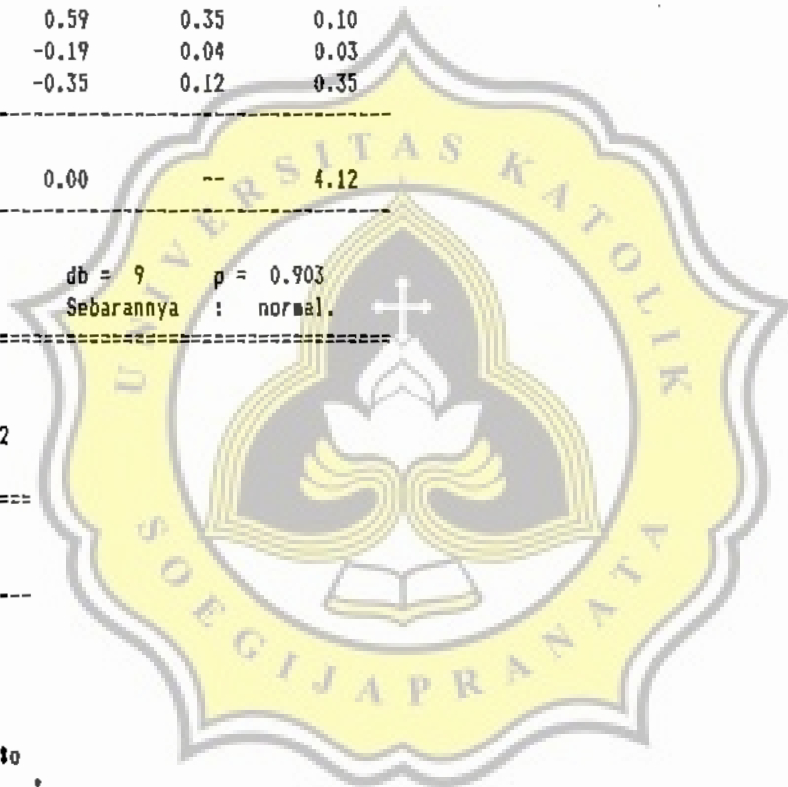 0.59 0.35 0.10
-0.19 0.04 0.03
-0.35 0.12 0.35
0.00 -- 4.12
db = 9 p = 0.903
Sebarannya : normal.
2
UNIVERSITAS KATOLIK
SOEGIJAPRANATA